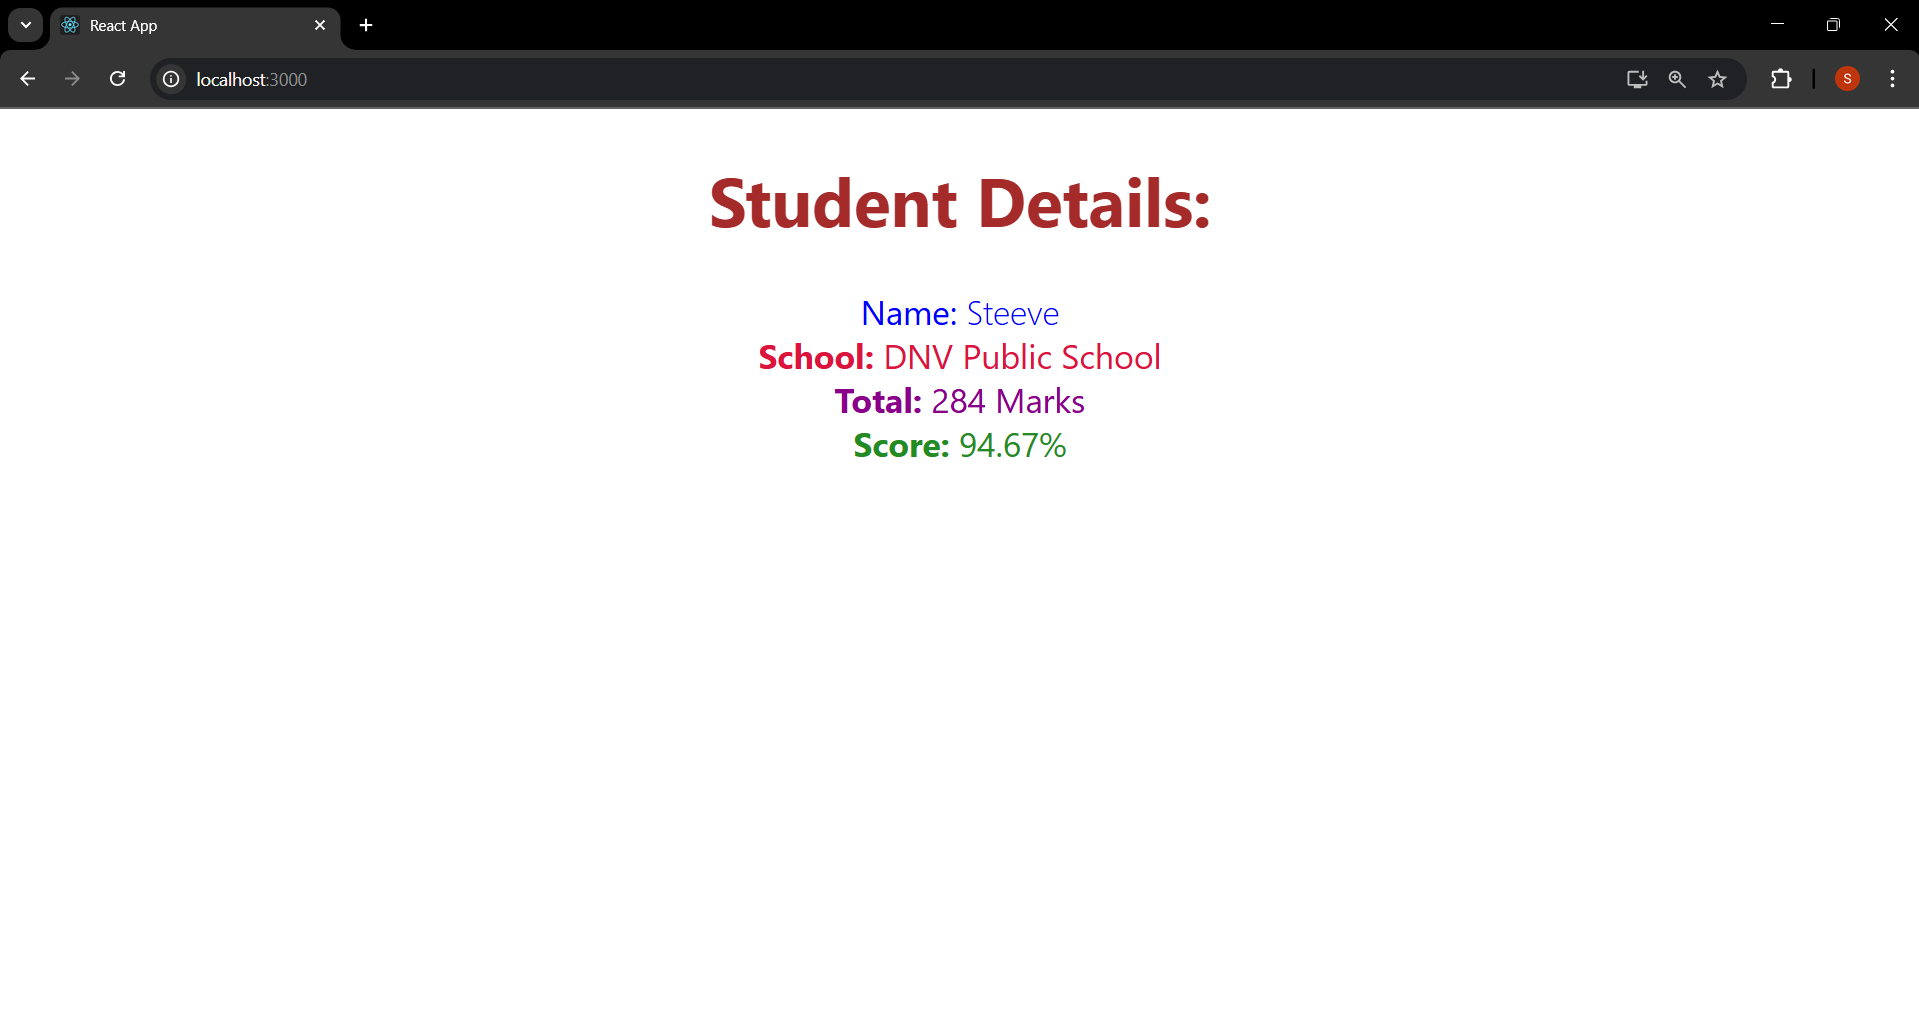 React App
localhost:3000
S
Student Details:
Name: Steeve
School: DNV Public School
Total: 284 Marks
Score: 94.67%